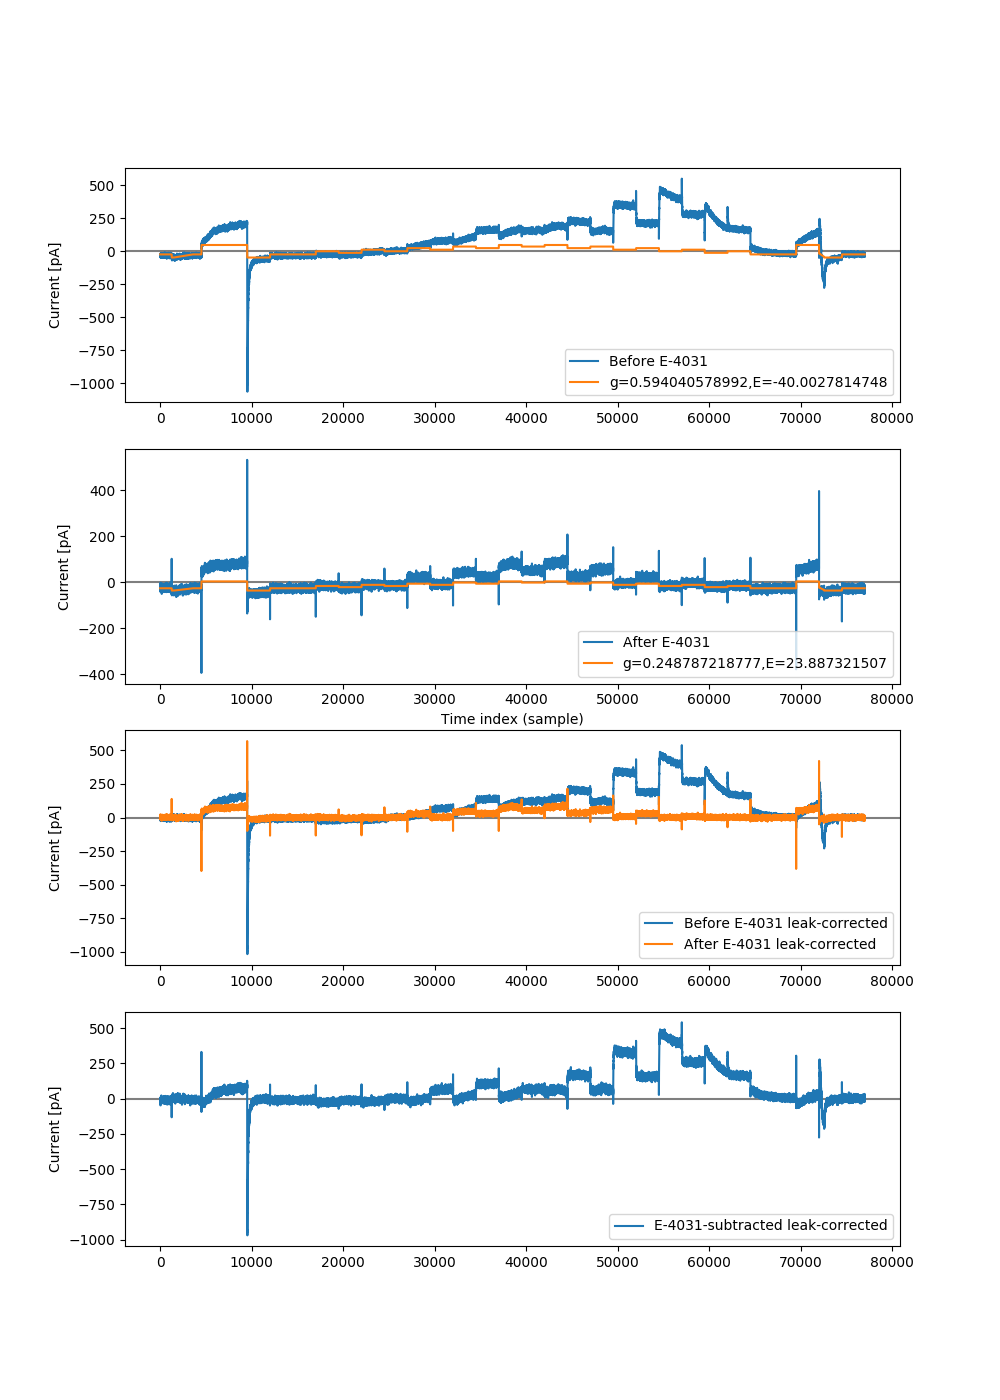 500
250
0
−250
−500
−750
−1000
Current [pA]
Before E-4031
g=0.594040578992,E=-40.0027814748
0 10000 20000 30000 40000 50000 60000 70000 80000
400
200
0
−200
−400
Current [pA]
After E-4031
g=0.248787218777,E=23.887321507
0 10000 20000 30000 40000 50000 60000 70000 80000
Time index (sample)
500
250
0
−250
−500
−750
−1000
Current [pA]
Before E-4031 leak-corrected
After E-4031 leak-corrected
0 10000 20000 30000 40000 50000 60000 70000 80000
500
250
0
−250
−500
−750
−1000
Current [pA]
E-4031-subtracted leak-corrected
0 10000 20000 30000 40000 50000 60000 70000 80000